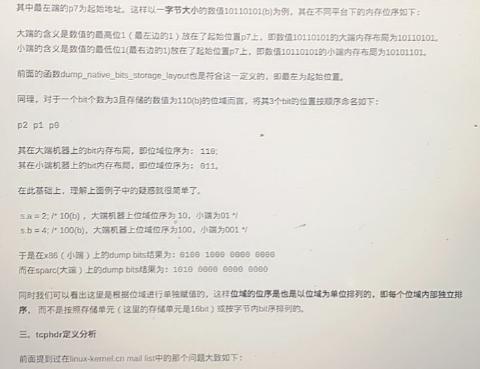 其中最左端的p7为起始地址。这样以一字节大小的数值10110101(b)为例，其在不同平台下的内存位序如下：
大端的含义是数值的最高位1（最左边的1）放在了起始位置p7上，即数值10110101的大端内存布局为10110101。
小端的含义是数值的最低位1(最右边的1)放在了起始位置p7上，即数值10110101的小端内存布局为10101101。
前面的函数dump_native_bits_storage_layout也是符合这一定义的，即最左为起始位置。
同理，对于一个bit个数为3且存储的数值为110(b)的位域而言，将其3个bit的位置按顺序命名如下：
p2 p1 p0
其在大端机器上的bit内存布局，即位域位序为： 110;
其在小端机器上的bit内存布局，即位域位序为： 011。
在此基础上，理解上面例子中的疑惑就很简单了。
s.a = 2; /* 10(b) ，大端机器上位域位序为 10，小端为01 */
s.b = 4; /* 100(b)，大端机器上位域位序为100，小端为001 */
于是在x86（小端）上的dump bits结果为：0100 1000 0000 0000
而在sparc(大端）上的dump bits结果为：1010 0000 0000 0000
同时我们可以看出这里是根据位域进行单独赋值的，这样位域的位序是也是以位域为单位排列的，即每个位域内部独立排
序， 而不是按照存储单元（这里的存储单元是16bit）或按字节内bit序排列的。
三、tcphdr定义分析
前面提到过在linux-kernel.cn mail list中的那个问题大致如下：